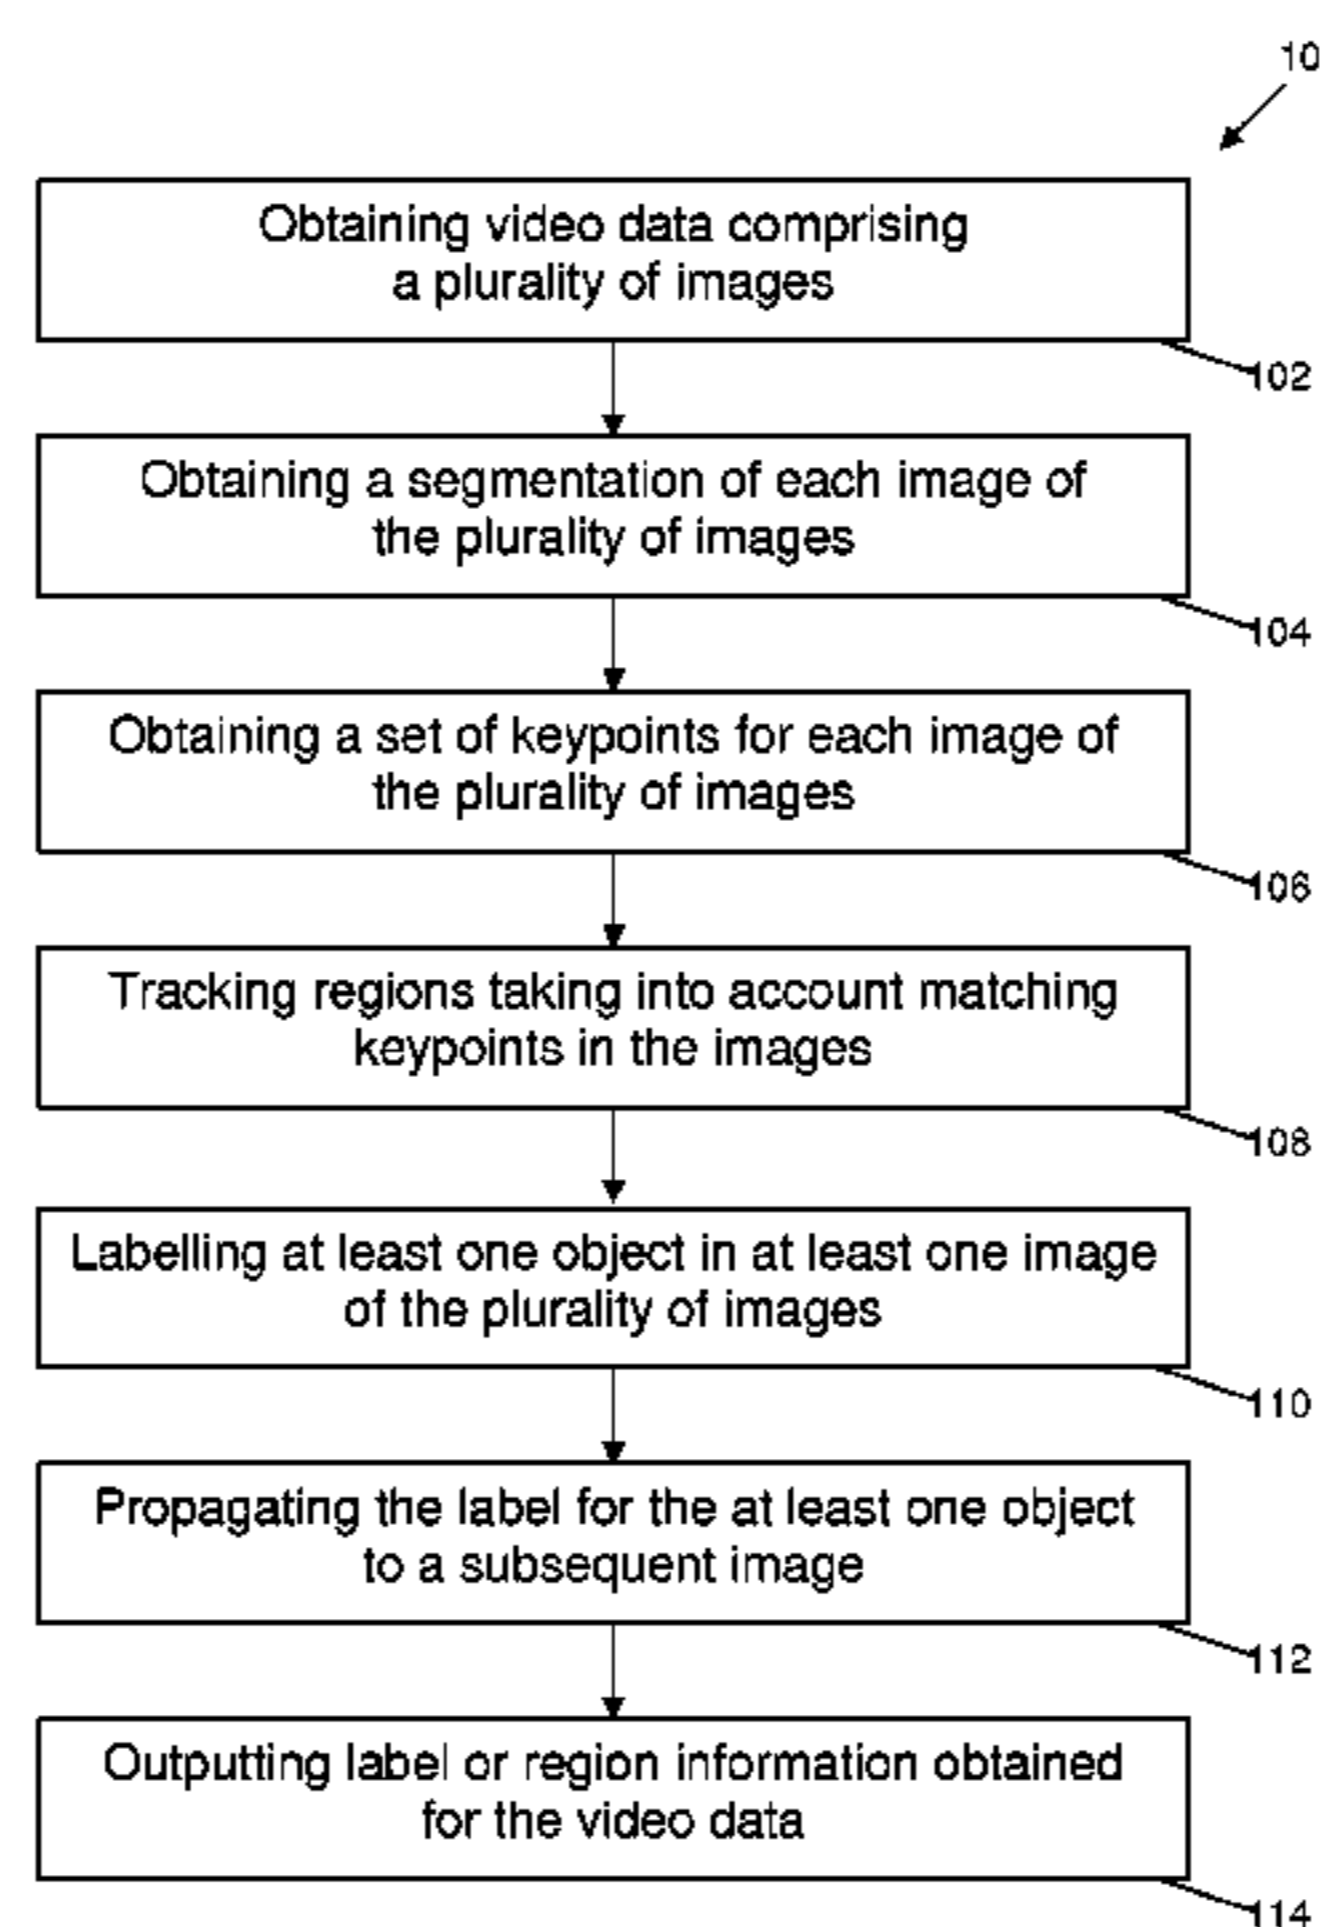 10
Obtaining video data comprising
a plurality of images
102
Obtaining a segmentation of each image of
the plurality of images
104
Obtaining a set of keypoints for each image of
the plurality of images
106
Tracking regions taking into account matching
keypoints in the images
108
Labelling at least one object in at least one image
of the plurality of images
110
Propagating the label for the at least one object
to a subsequent image
112
Outputting label or region information obtained
for the video data
114